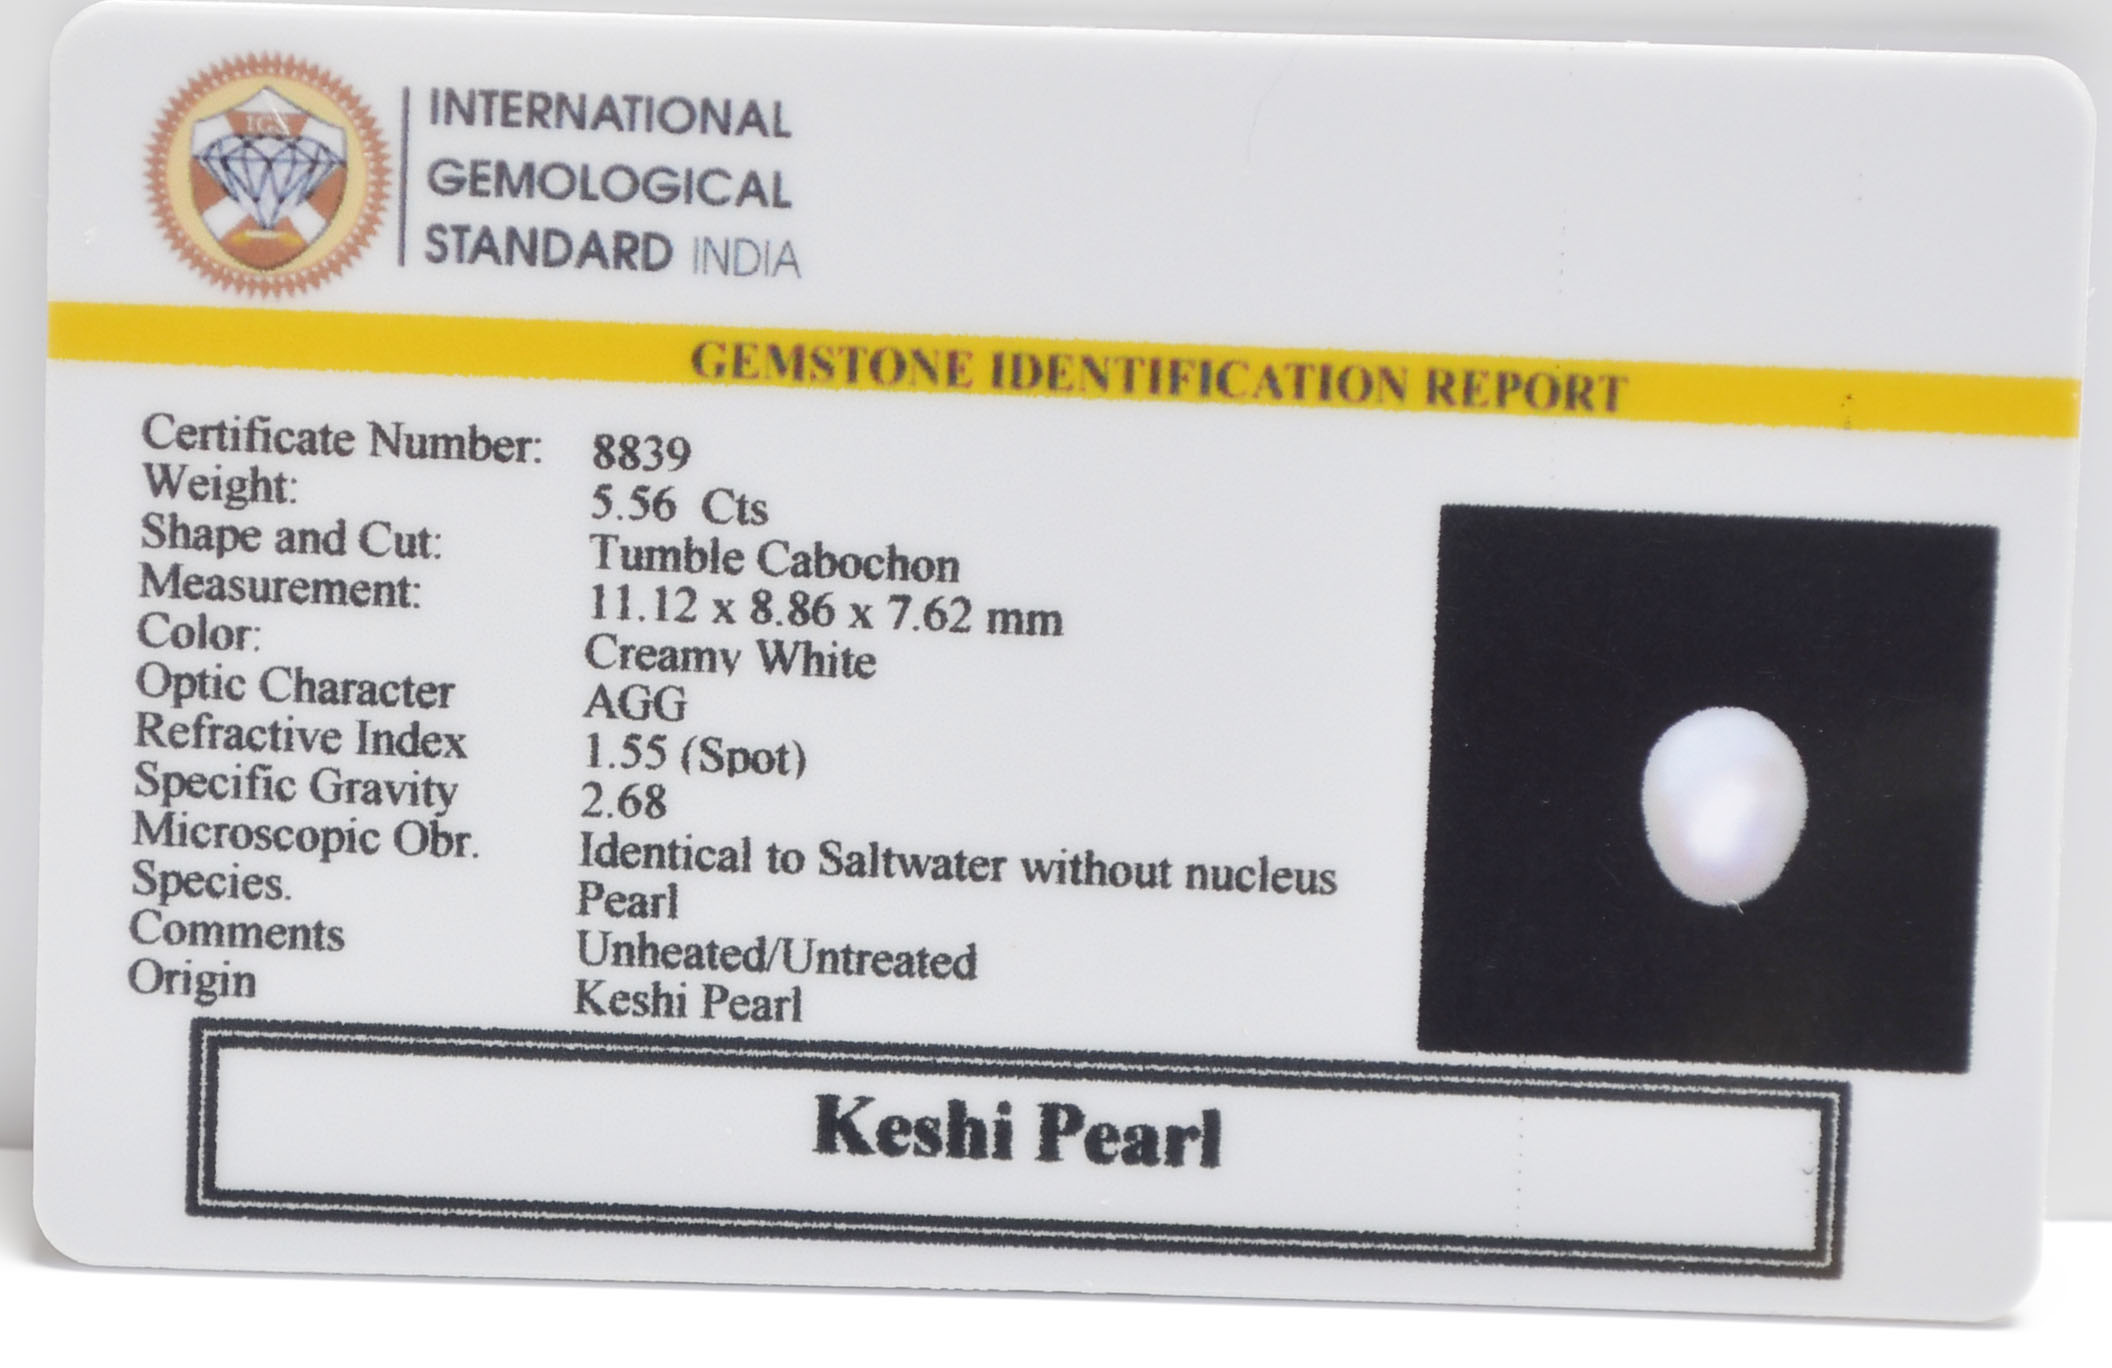 IGS
INTERNATIONAL
GEMOLOGICAL
STANDARD INDIA
GEMSTONE IDENTIFICATION REPORT
Certificate Number: 8839
Weight: 5.56 Cts
Shape and Cut: Tumble Cabochon
Measurement: 11.12 x 8.86 x 7.62 mm
Color: Creamy White
Optic Character AGG
Refractive Index 1.55 (Spot)
Specific Gravity 2.68
Microscopic Obr. Identical to Saltwater without nucleus
Species. Pearl
Comments Unheated/Untreated
Origin Keshi Pearl
Keshi Pearl